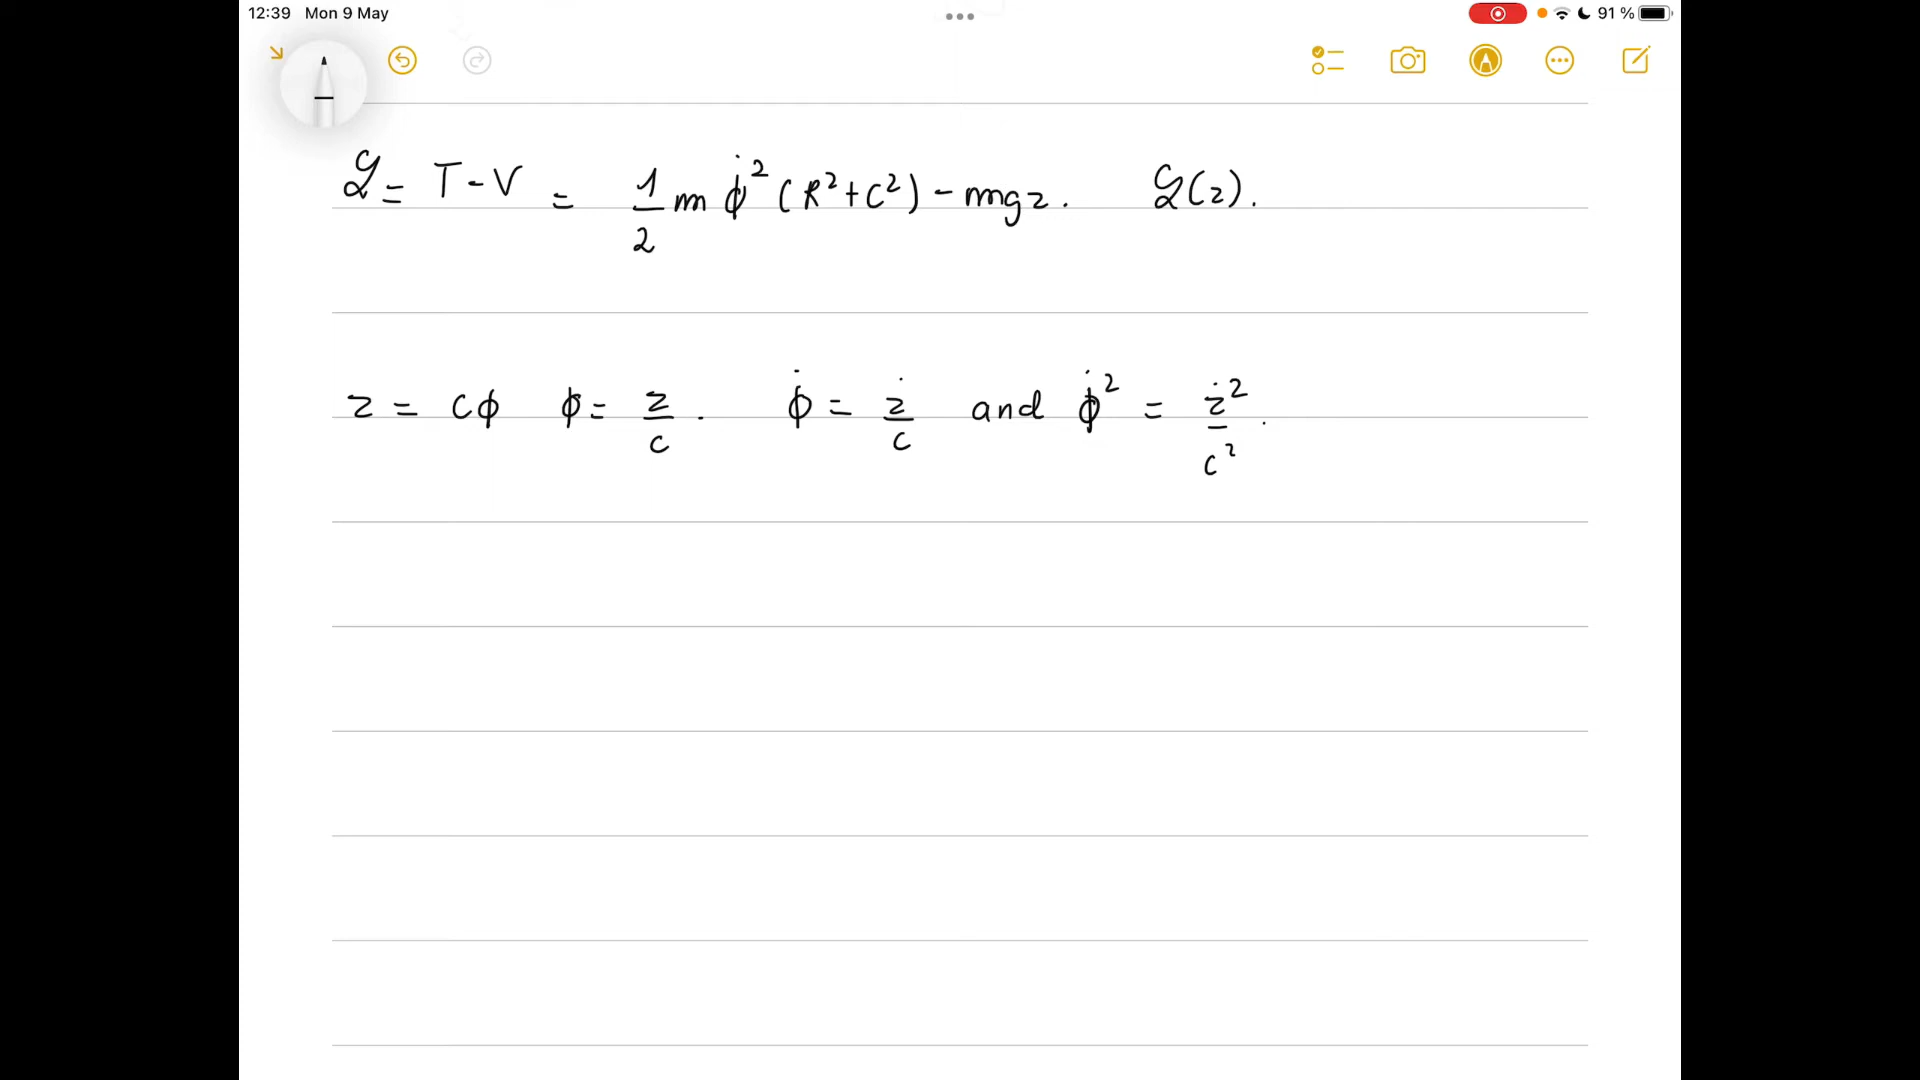 12:39 Mon 9 May 91 %
ℒ = T - V = 1/2 m ϕ̇² (R² + C²) - mgz. ℒ(z).
z = cϕ ϕ = z/c. ϕ̇ = ż/c and ϕ̇² = ż²/c².